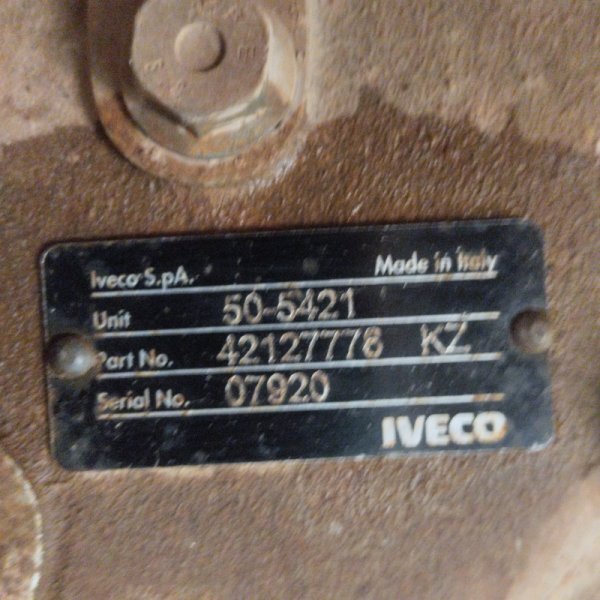 Iveco S.p.A. Made in Italy
Unit 50-5421
Part No. 42127778 KZ
Serial No. 07920
IVECO